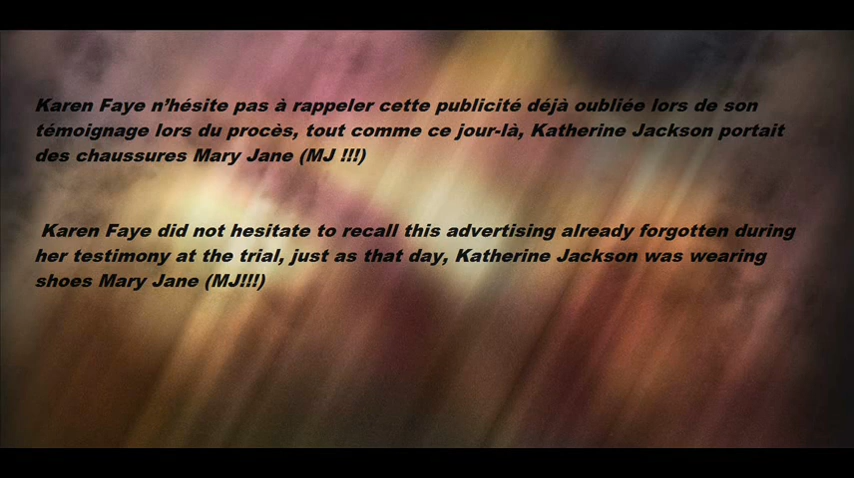 Karen Faye n’hésite pas à rappeler cette publicité déjà oubliée lors de son
témoignage lors du procès, tout comme ce jour-là, Katherine Jackson portait
des chaussures Mary Jane (MJ !!!)
Karen Faye did not hesitate to recall this advertising already forgotten during
her testimony at the trial, just as that day, Katherine Jackson was wearing
shoes Mary Jane (MJ!!!)